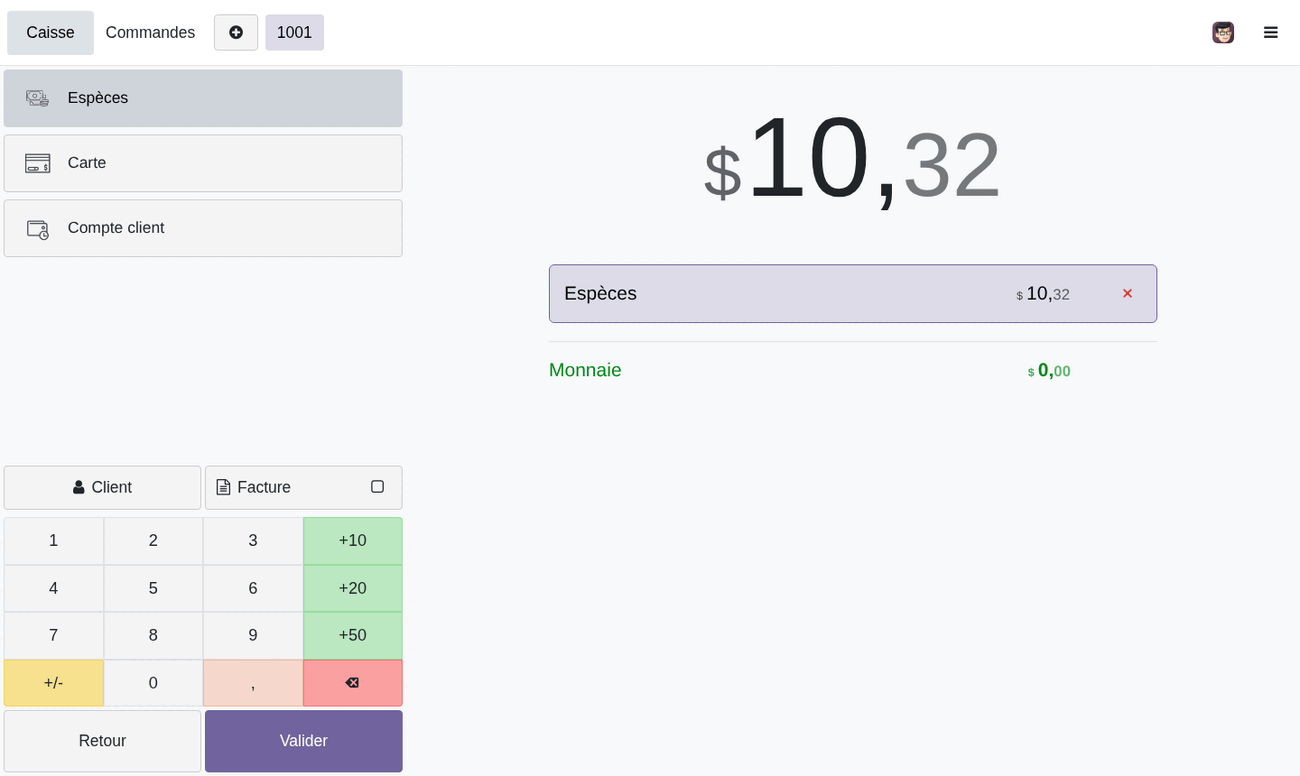 Caisse Commandes 1001
Espèces
Carte
Compte client
$ 10,32
Espèces $ 10,32
Monnaie $ 0,00
Client Facture
1 2 3 +10
4 5 6 +20
7 8 9 +50
+/- 0 ,
Retour Valider